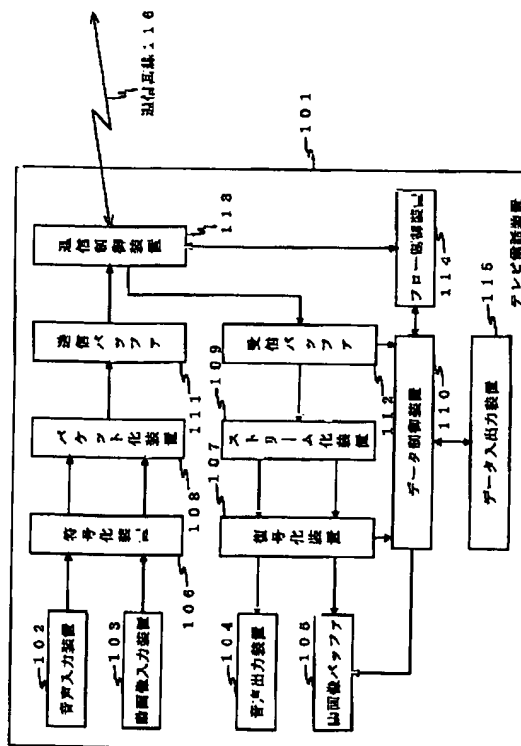 102
音声入力装置
103
動画像入力装置
104
音声出力装置
105
動画像バッファ
符号化装置
106
復号化装置
107
パケット化装置
108
ストリーム化装置
109
送信バッファ
111
受信バッファ
112
データ制御装置
110
データ入出力装置
115
通信制御装置
113
フロー制御装置
114
通信回線116
101
テレビ電話装置